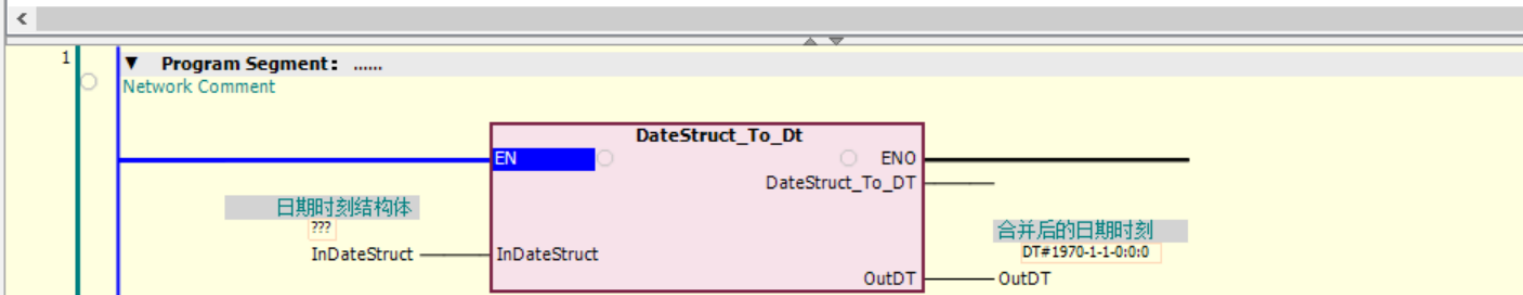 1
▼ Program Segment: ......
Network Comment
DateStruct_To_Dt
EN
ENO
DateStruct_To_DT
日期时刻结构体
???
合并后的日期时刻
DT#1970-1-1-0:0:0
InDateStruct
InDateStruct
OutDT
OutDT